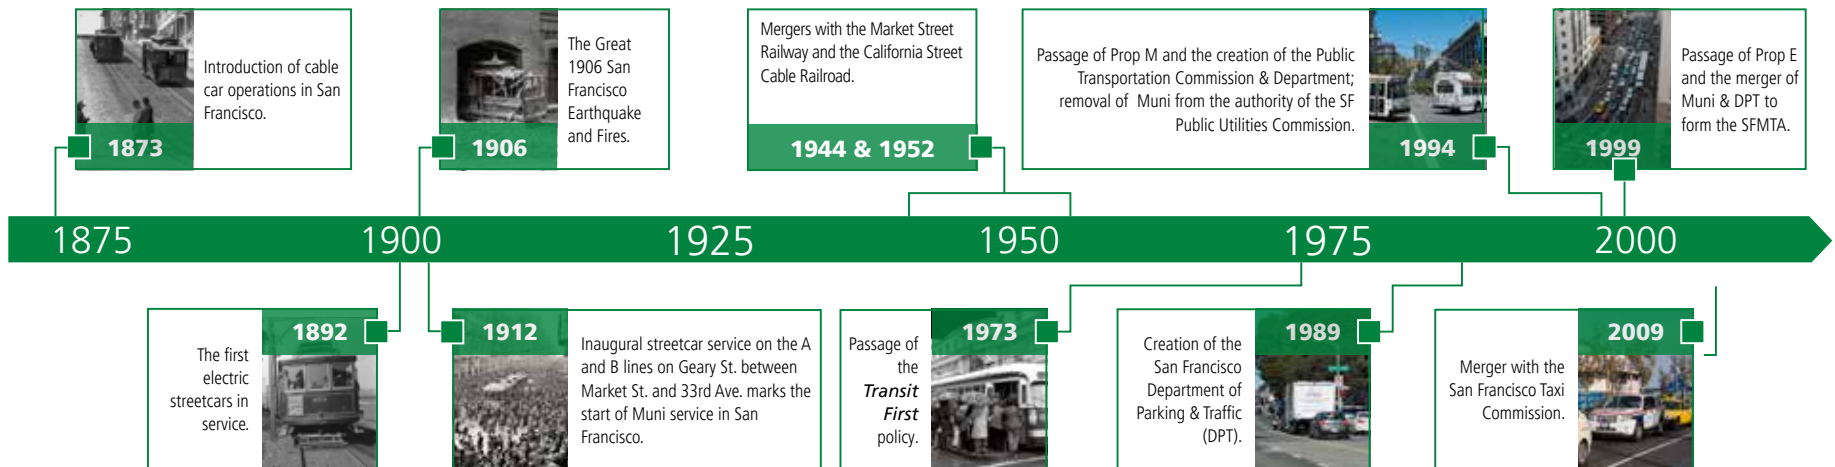 Introduction of cable
car operations in San
Francisco.
1873
The Great
1906 San
Francisco
Earthquake
and Fires.
1906
Mergers with the Market Street
Railway and the California Street
Cable Railroad.
1944 & 1952
Passage of Prop M and the creation of the Public
Transportation Commission & Department;
removal of Muni from the authority of the SF
Public Utilities Commission.
1994
Passage of Prop E
and the merger of
Muni & DPT to
form the SFMTA.
1999
1875
1900
1925
1950
1975
2000
The first
electric
streetcars in
service.
1892
1912
Inaugural streetcar service on the A
and B lines on Geary St. between
Market St. and 33rd Ave. marks the
start of Muni service in San
Francisco.
Passage of
the
Transit
First
policy.
1973
Creation of the
San Francisco
Department of
Parking & Traffic
(DPT).
1989
Merger with the
San Francisco Taxi
Commission.
2009